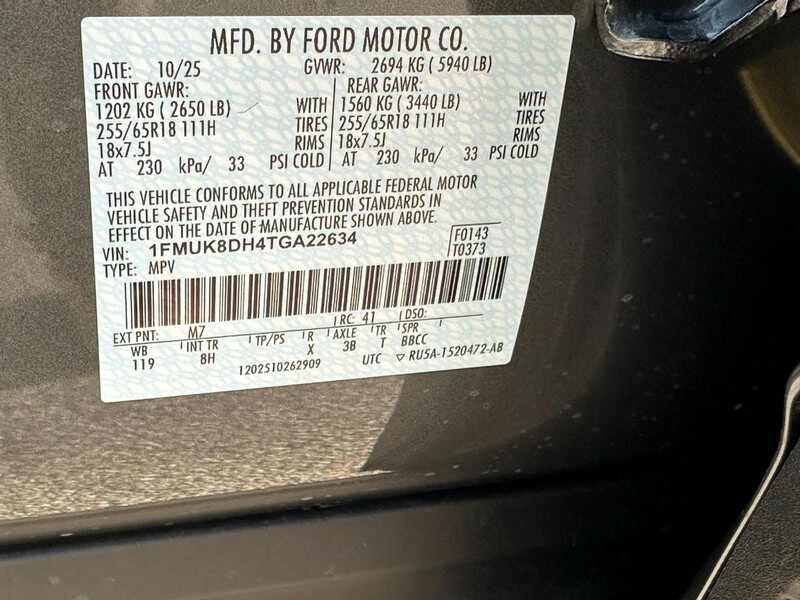 MFD. BY FORD MOTOR CO.
DATE: 10/25 GVWR: 2694 KG ( 5940 LB)
FRONT GAWR: REAR GAWR:
1202 KG ( 2650 LB) WITH 1560 KG ( 3440 LB) WITH
255/65R18 111H TIRES 255/65R18 111H TIRES
18x7.5J RIMS 18x7.5J RIMS
AT 230 kPa/ 33 PSI COLD AT 230 kPa/ 33 PSI COLD
THIS VEHICLE CONFORMS TO ALL APPLICABLE FEDERAL MOTOR
VEHICLE SAFETY AND THEFT PREVENTION STANDARDS IN
EFFECT ON THE DATE OF MANUFACTURE SHOWN ABOVE.
VIN: 1FMUK8DH4TGA22634 F0143
TYPE: MPV T0373
EXT PNT: M7 RC: 41 DSO:
WB INT TR TP/PS R AXLE TR SPR
119 8H X 3B T BBCC
1202510262909 UTC ▽ RU5A-1520472-AB